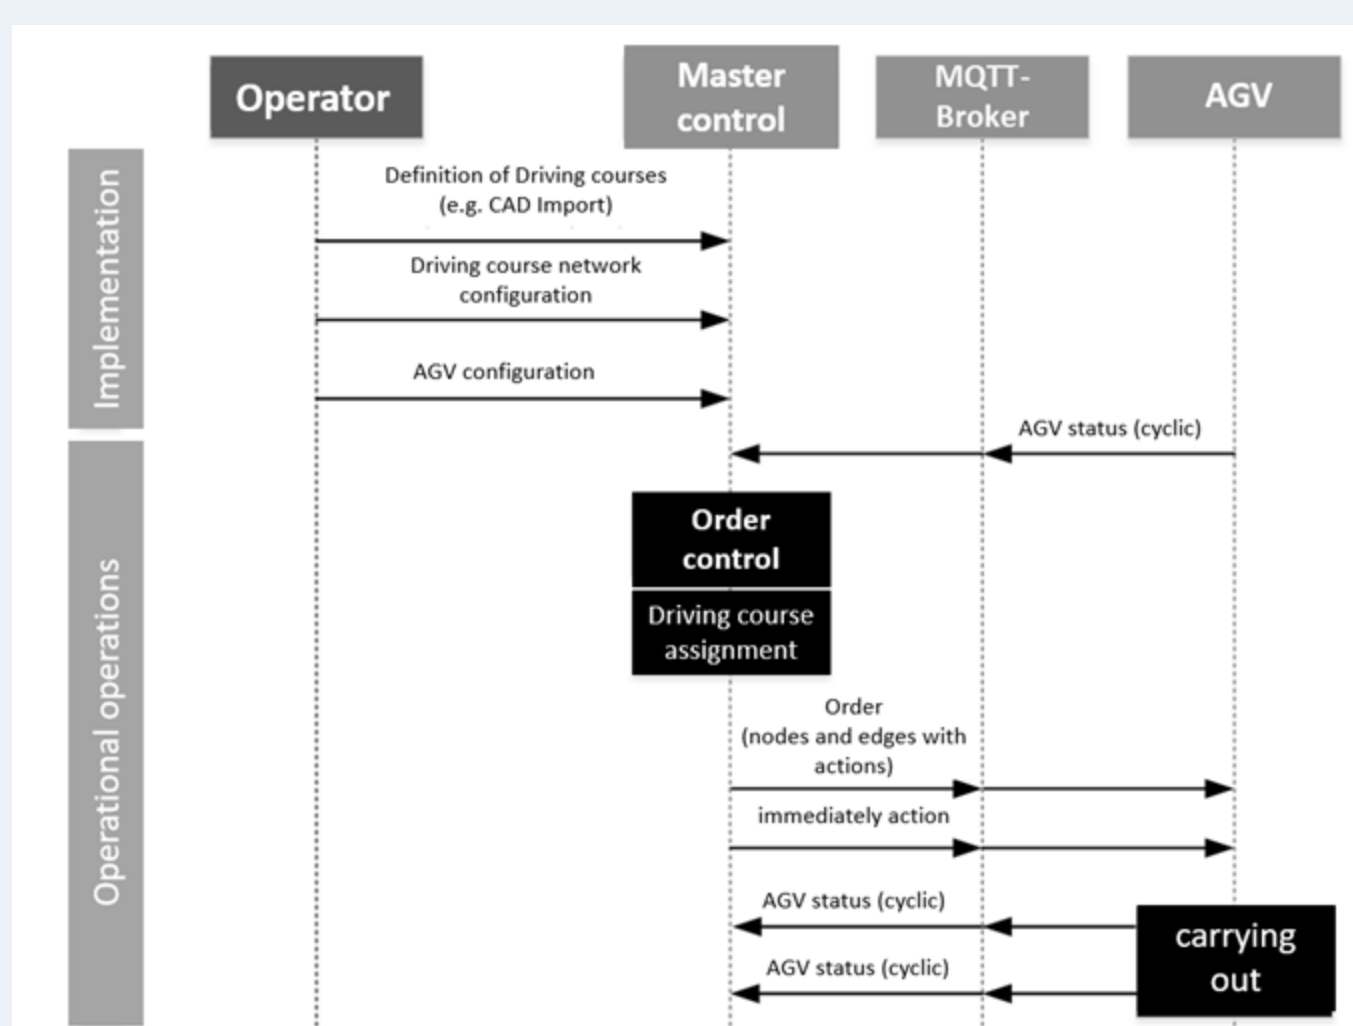 Operator
Master
control
MQTT-
Broker
AGV
Implementation
Definition of Driving courses
(e.g. CAD Import)
Driving course network
configuration
AGV configuration
Operational operations
AGV status (cyclic)
Order
control
Driving course
assignment
Order
(nodes and edges with
actions)
immediately action
AGV status (cyclic)
carrying
out
AGV status (cyclic)